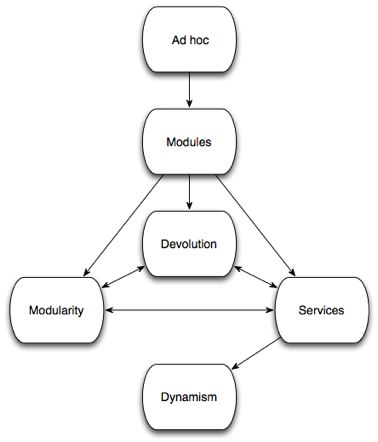 Ad hoc
Modules
Devolution
Modularity
Services
Dynamism